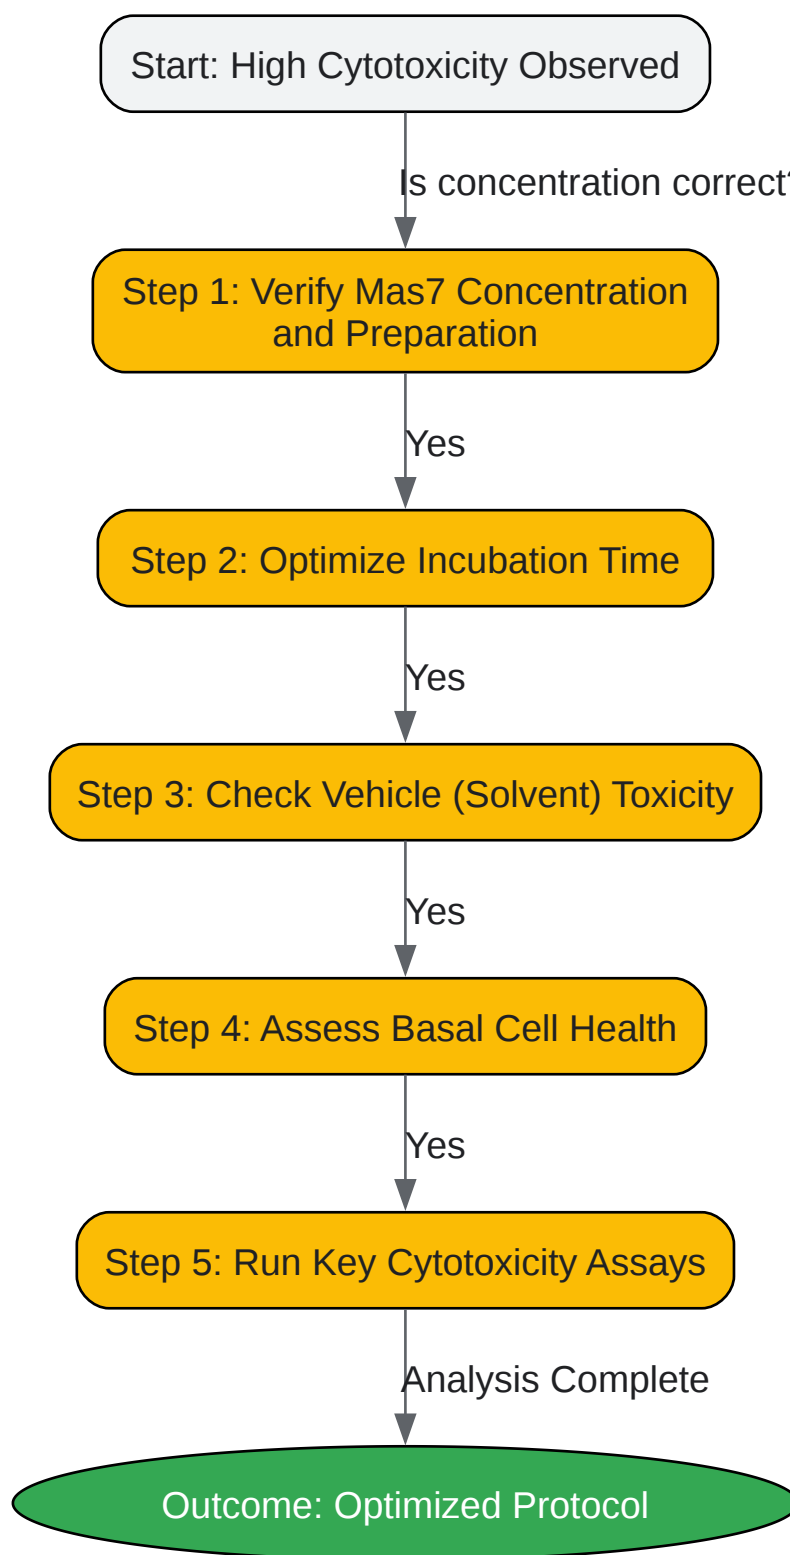 Start: High Cytotoxicity Observed
Is concentration correct?
Step 1: Verify Mas7 Concentration
and Preparation
Yes
Step 2: Optimize Incubation Time
Yes
Step 3: Check Vehicle (Solvent) Toxicity
Yes
Step 4: Assess Basal Cell Health
Yes
Step 5: Run Key Cytotoxicity Assays
Analysis Complete
Outcome: Optimized Protocol